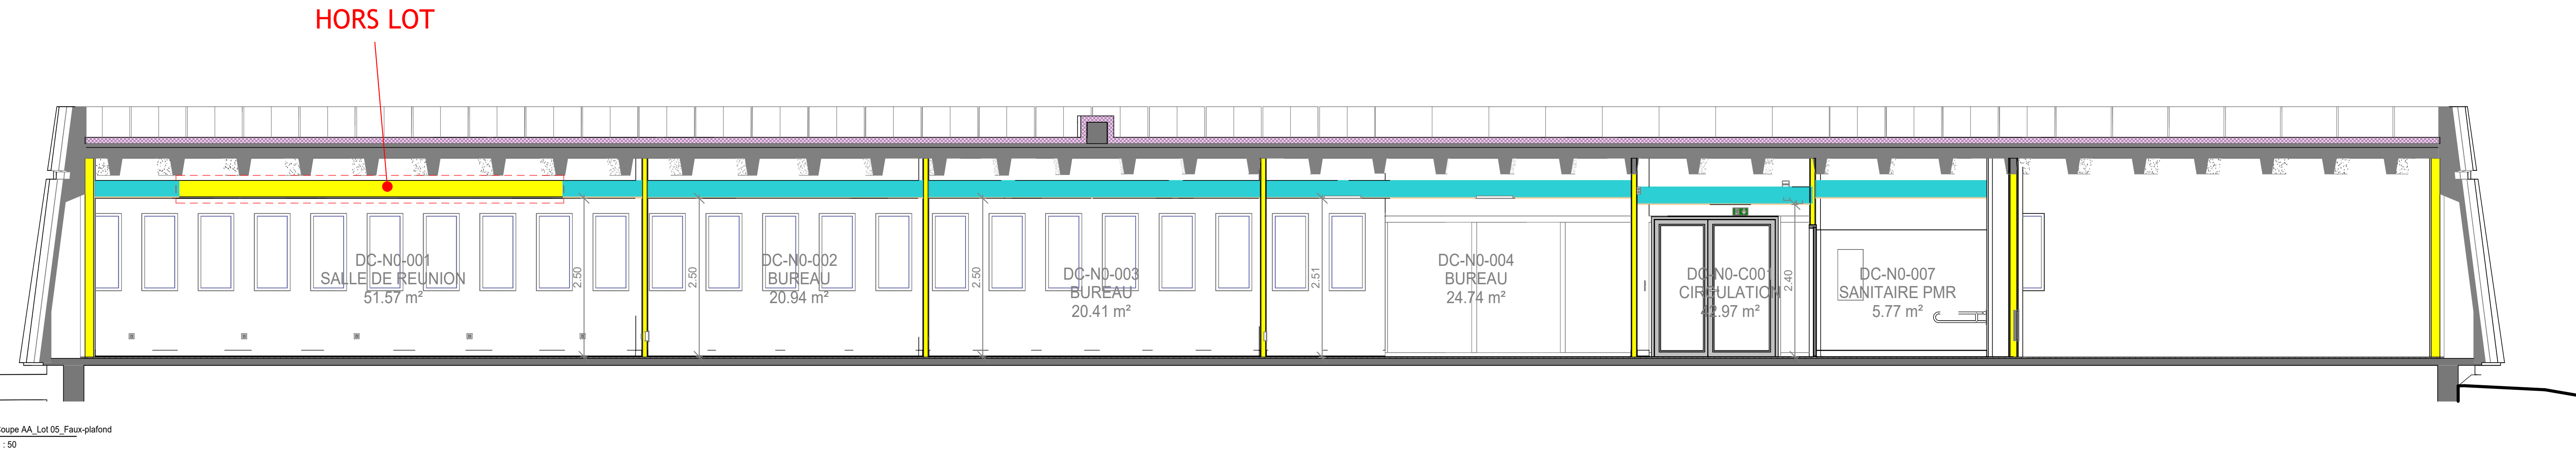 HORS LOT
DC-N0-001
SALLE DE REUNION
51.57 m²
2.50
2.50
DC-N0-002
BUREAU
20.94 m²
2.50
DC-N0-003
BUREAU
20.41 m²
2.51
DC-N0-004
BUREAU
24.74 m²
DC-N0-C001
CIRCULATION
2.97 m²
2.40
DC-N0-007
SANITAIRE PMR
5.77 m²
oupe AA_Lot 05_Faux-plafond
: 50